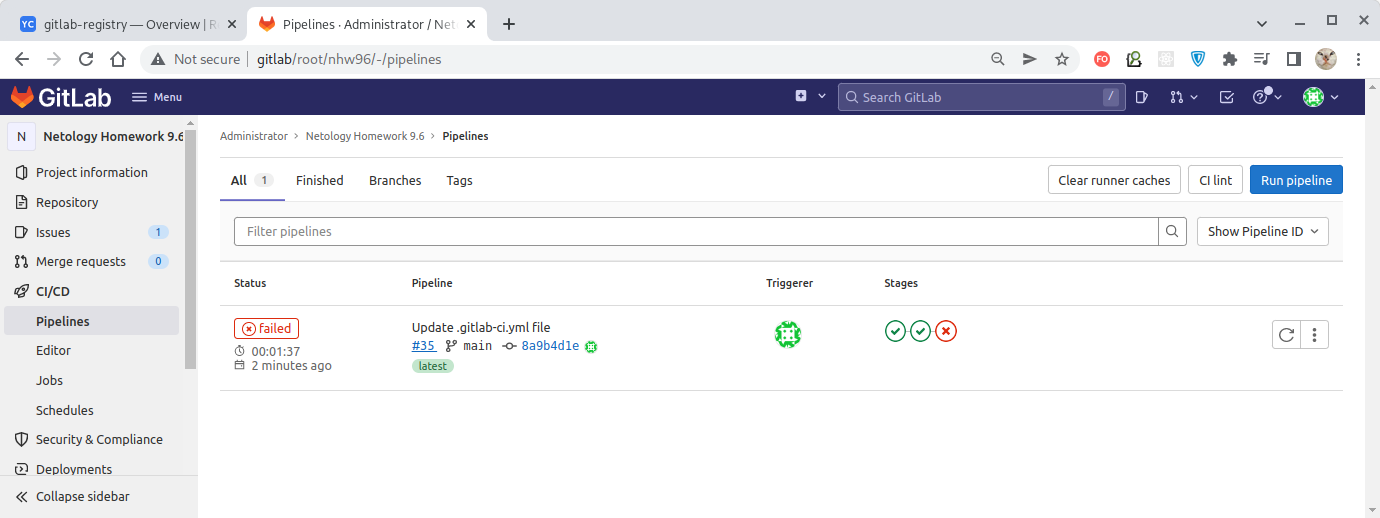 YC gitlab-registry — Overview | R
Pipelines · Administrator / Net
Not secure gitlab/root/nhw96/-/pipelines
FO
GitLab Menu Search GitLab /
N Netology Homework 9.6
Project information
Repository
Issues 1
Merge requests 0
CI/CD
Pipelines
Editor
Jobs
Schedules
Security & Compliance
Deployments
Collapse sidebar
Administrator › Netology Homework 9.6 › Pipelines
All 1 Finished Branches Tags Clear runner caches CI lint Run pipeline
Filter pipelines Show Pipeline ID
Status Pipeline Triggerer Stages
failed
00:01:37
2 minutes ago
Update .gitlab-ci.yml file
#35 main 8a9b4d1e
latest